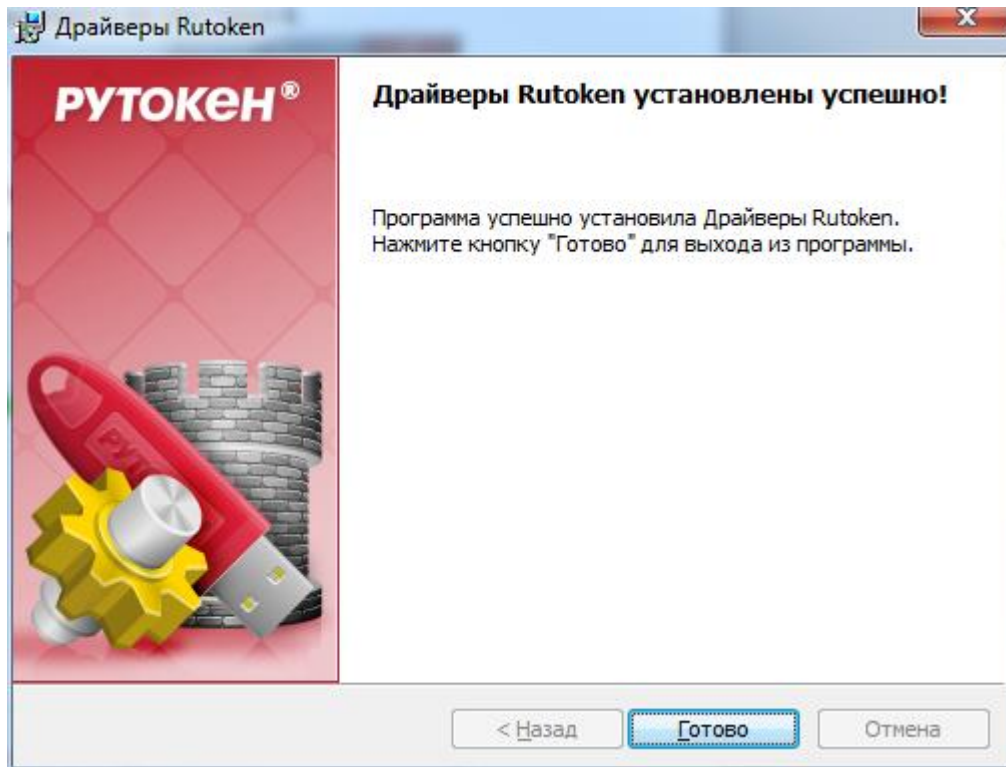 Драйверы Rutoken
РУТОКЕН®
Драйверы Rutoken установлены успешно!
Программа успешно установила Драйверы Rutoken.
Нажмите кнопку "Готово" для выхода из программы.
РУТО
< Назад
Готово
Отмена